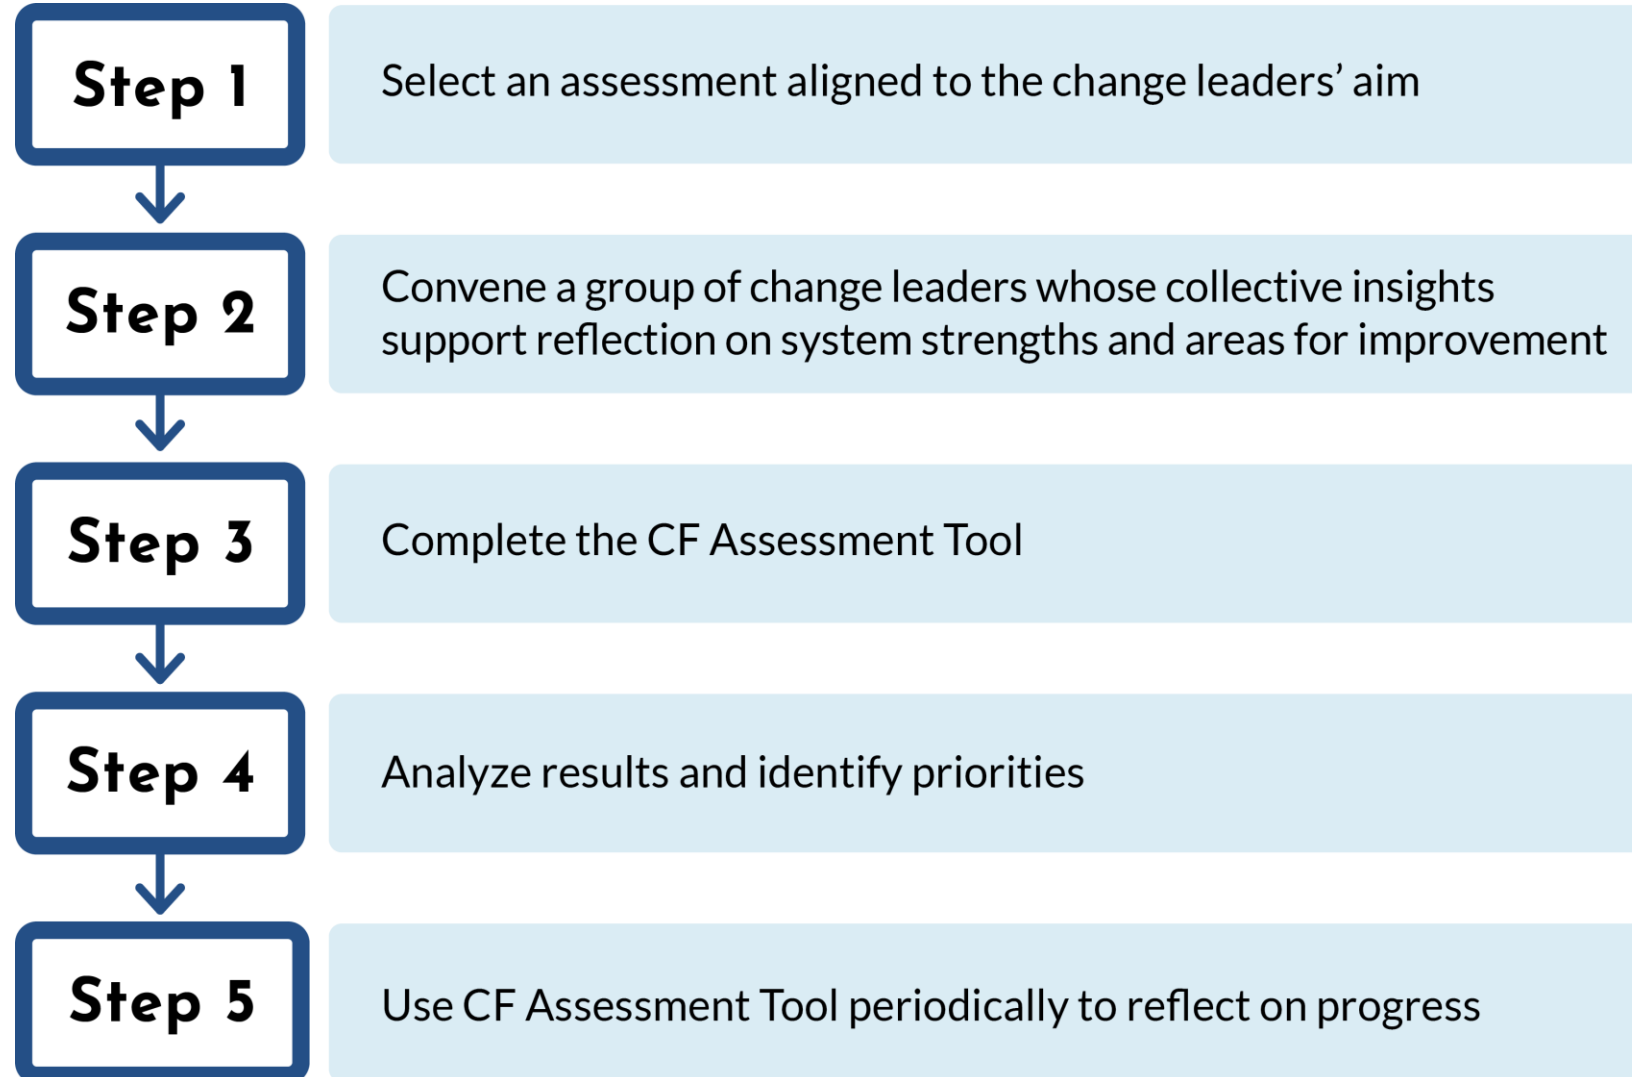 Step 1
Select an assessment aligned to the change leaders’ aim
Step 2
Convene a group of change leaders whose collective insights
support reflection on system strengths and areas for improvement
Step 3
Complete the CF Assessment Tool
Step 4
Analyze results and identify priorities
Step 5
Use CF Assessment Tool periodically to reflect on progress